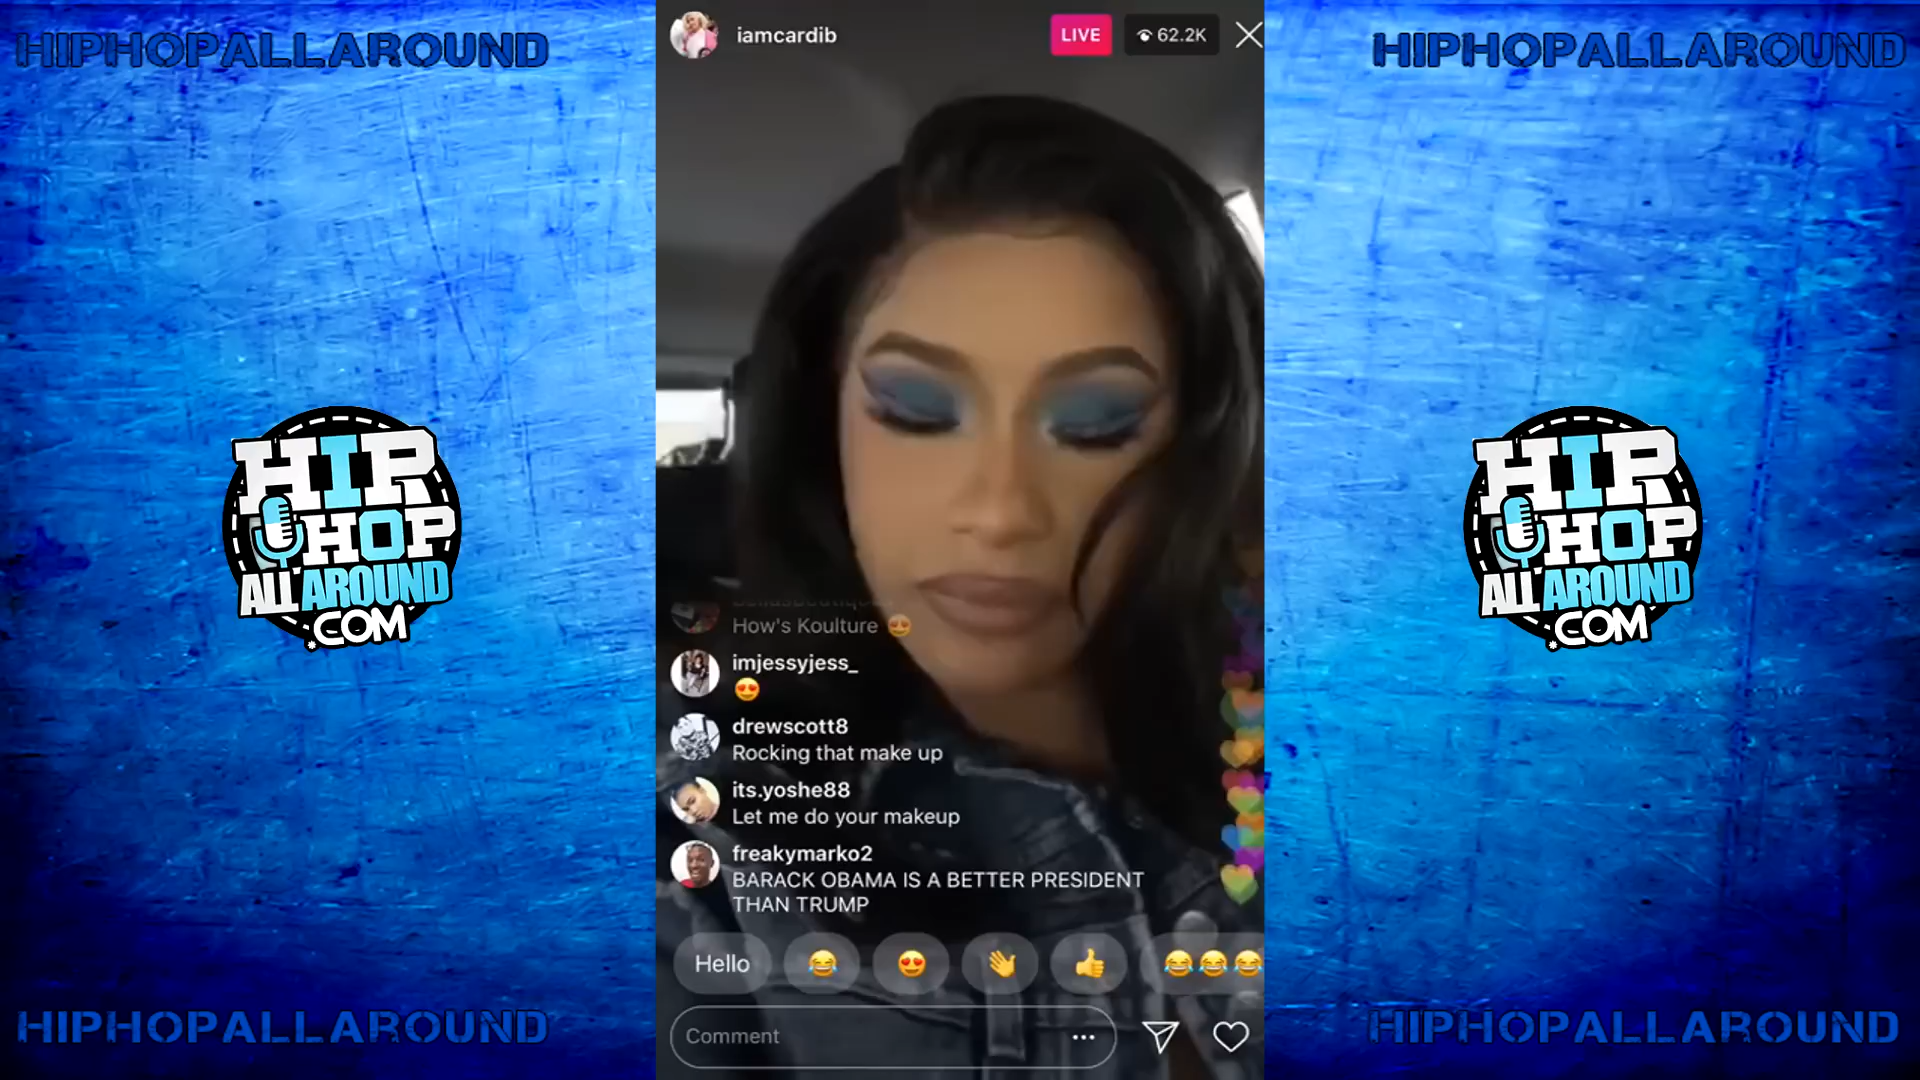 HIPHOPALLAROUND
iamcardib
LIVE
62.2K
HIPHOPALLAROUND
HIP
HOP
ALL AROUND
.COM
HIP
HOP
ALL AROUND
.COM
How's Koulture 😍
imjessyjess_
😍
drewscott8
Rocking that make up
its.yoshe88
Let me do your makeup
freakymarko2
BARACK OBAMA IS A BETTER PRESIDENT
THAN TRUMP
Hello 😂 😍 👋 👍 😂😂😂
Comment
HIPHOPALLAROUND
HIPHOPALLAROUND